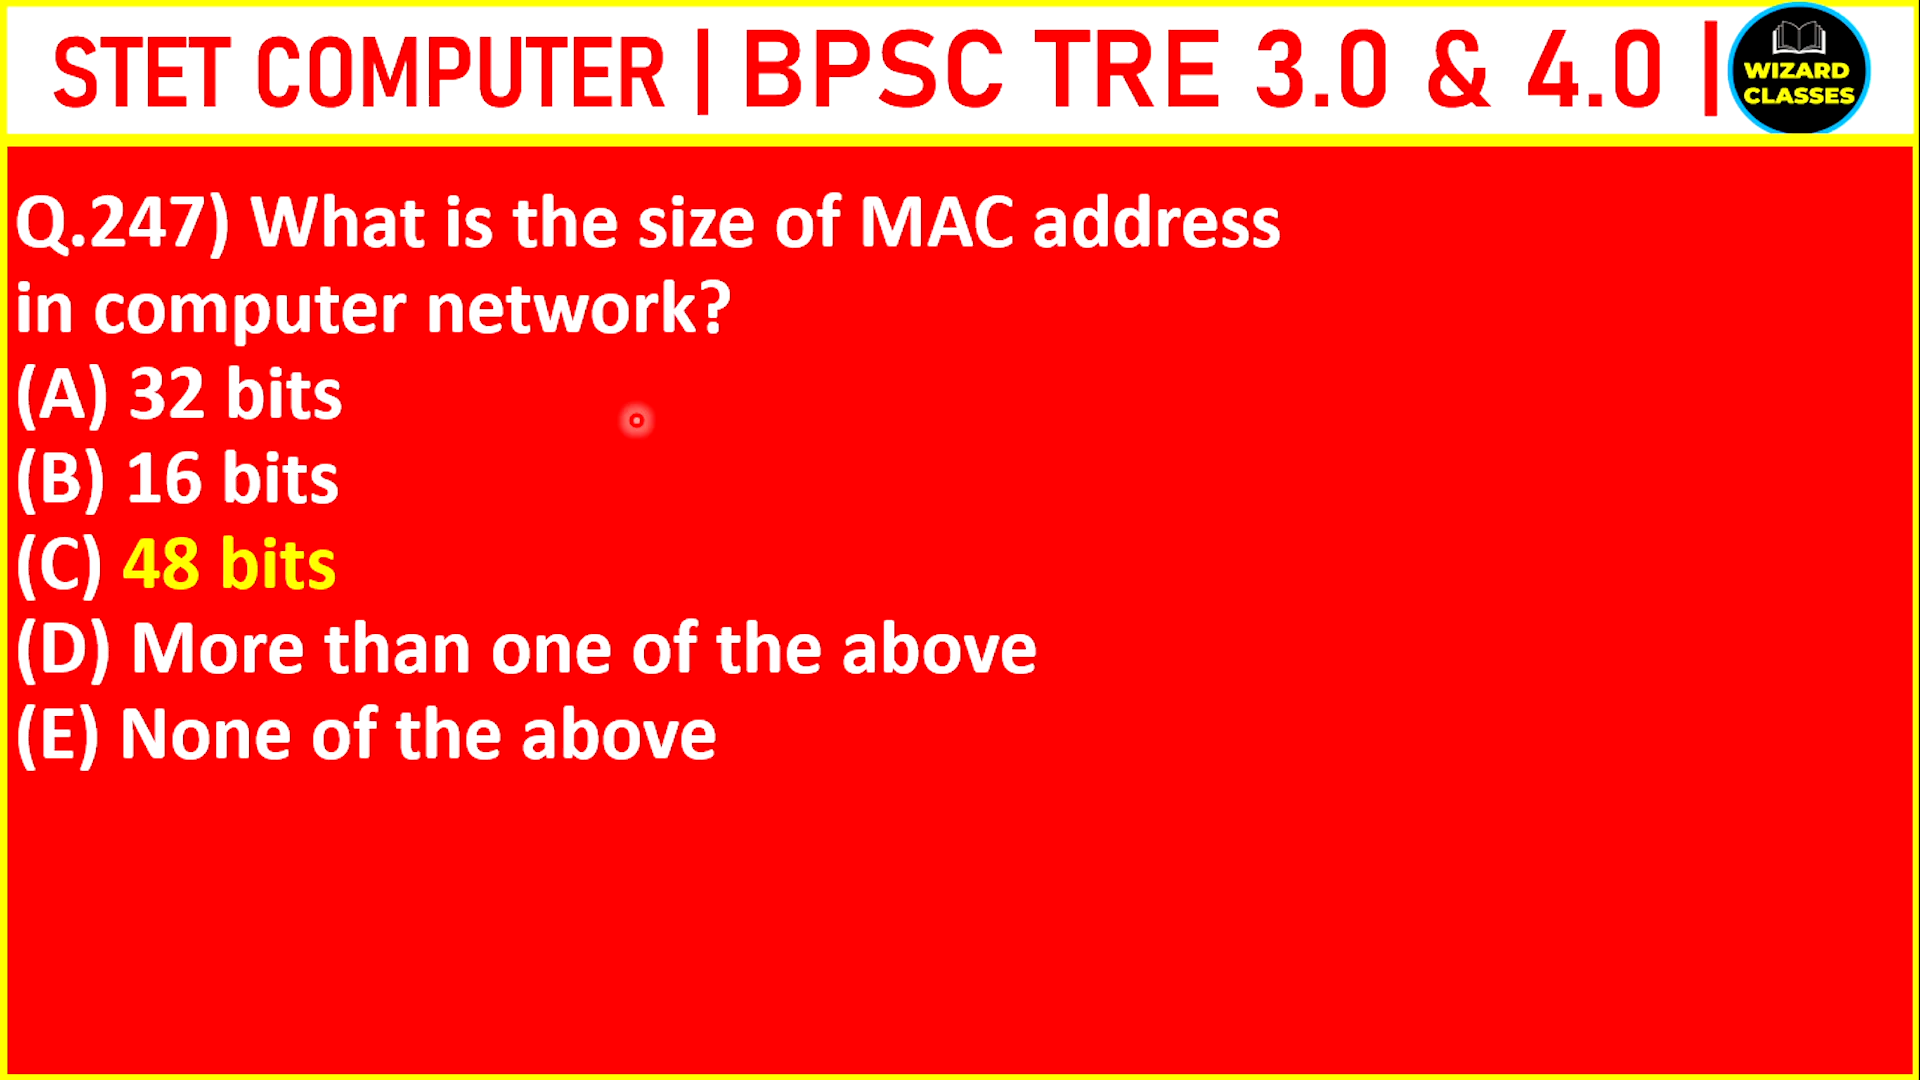 STET COMPUTER | BPSC TRE 3.0 & 4.0 |
WIZARD
CLASSES
Q.247) What is the size of MAC address
in computer network?
(A) 32 bits
(B) 16 bits
(C) 48 bits
(D) More than one of the above
(E) None of the above